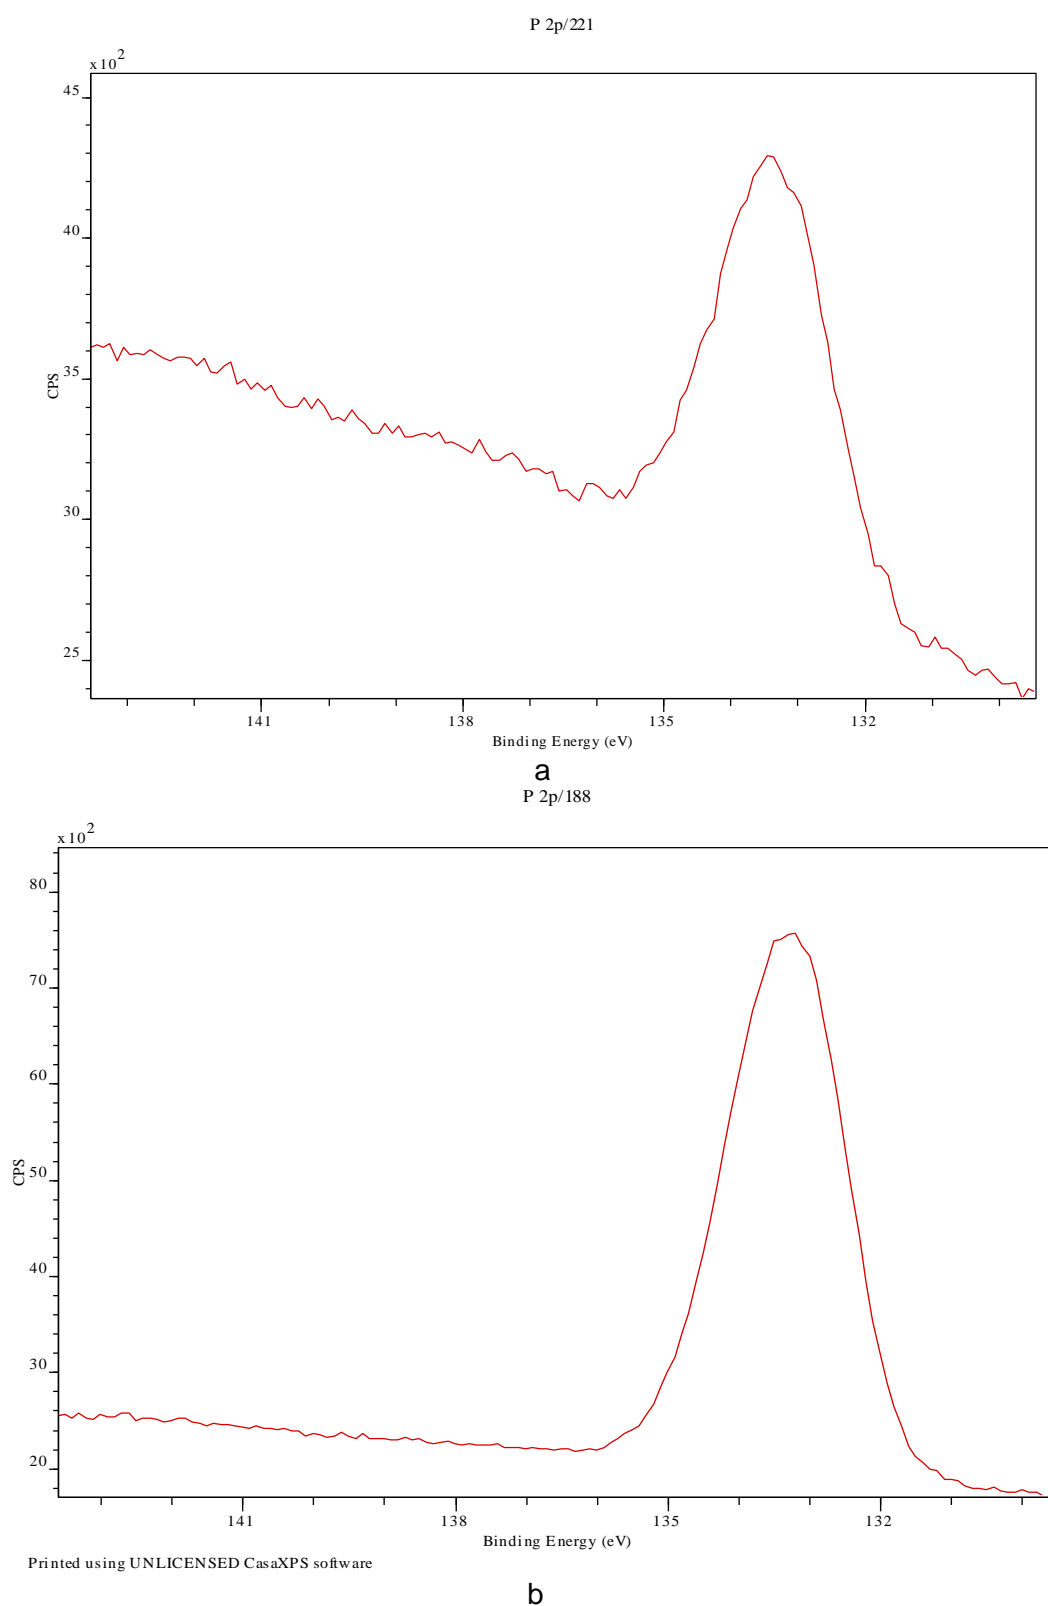 P 2p/221
x 10^2
45
40
35
30
25
CPS
141 138 135 132
Binding Energy (eV)
a
P 2p/188
x 10^2
80
70
60
50
40
30
20
CPS
141 138 135 132
Binding Energy (eV)
Printed using UNLICENSED CasaXPS software
b